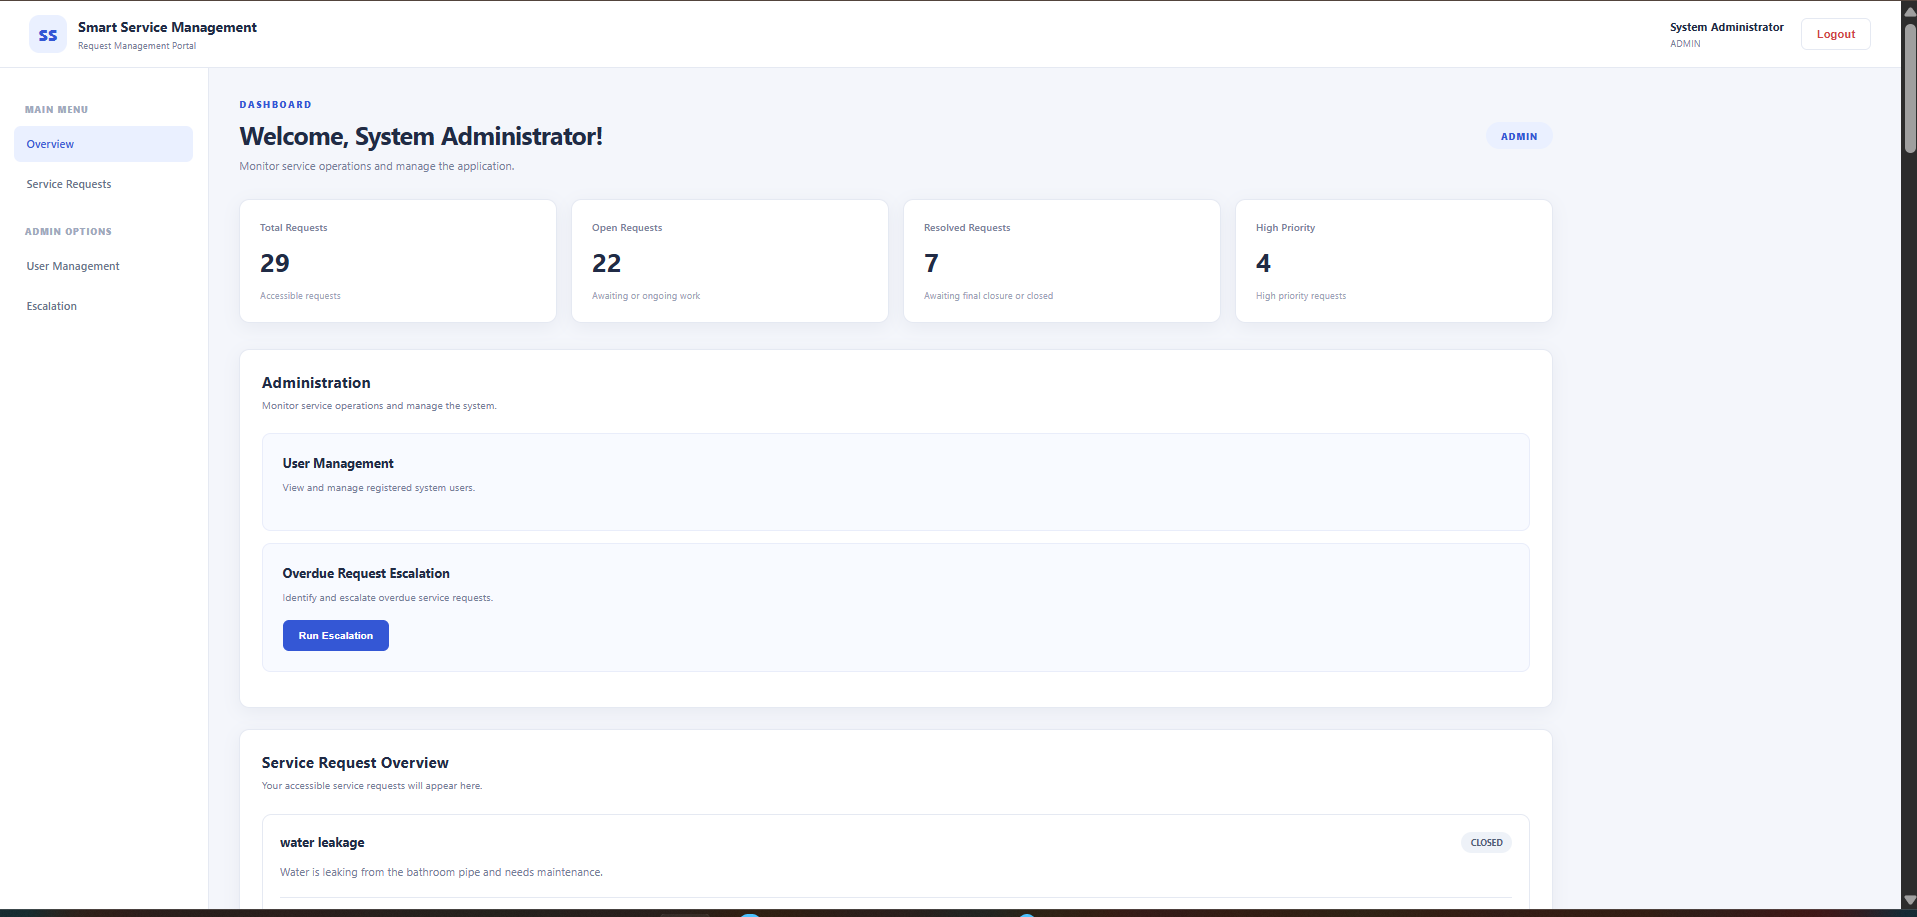 SS
Smart Service Management
Request Management Portal
System Administrator
ADMIN
Logout
MAIN MENU
Overview
Service Requests
ADMIN OPTIONS
User Management
Escalation
DASHBOARD
Welcome, System Administrator!
Monitor service operations and manage the application.
ADMIN
Total Requests
29
Accessible requests
Open Requests
22
Awaiting or ongoing work
Resolved Requests
7
Awaiting final closure or closed
High Priority
4
High priority requests
Administration
Monitor service operations and manage the system.
User Management
View and manage registered system users.
Overdue Request Escalation
Identify and escalate overdue service requests.
Run Escalation
Service Request Overview
Your accessible service requests will appear here.
water leakage
CLOSED
Water is leaking from the bathroom pipe and needs maintenance.